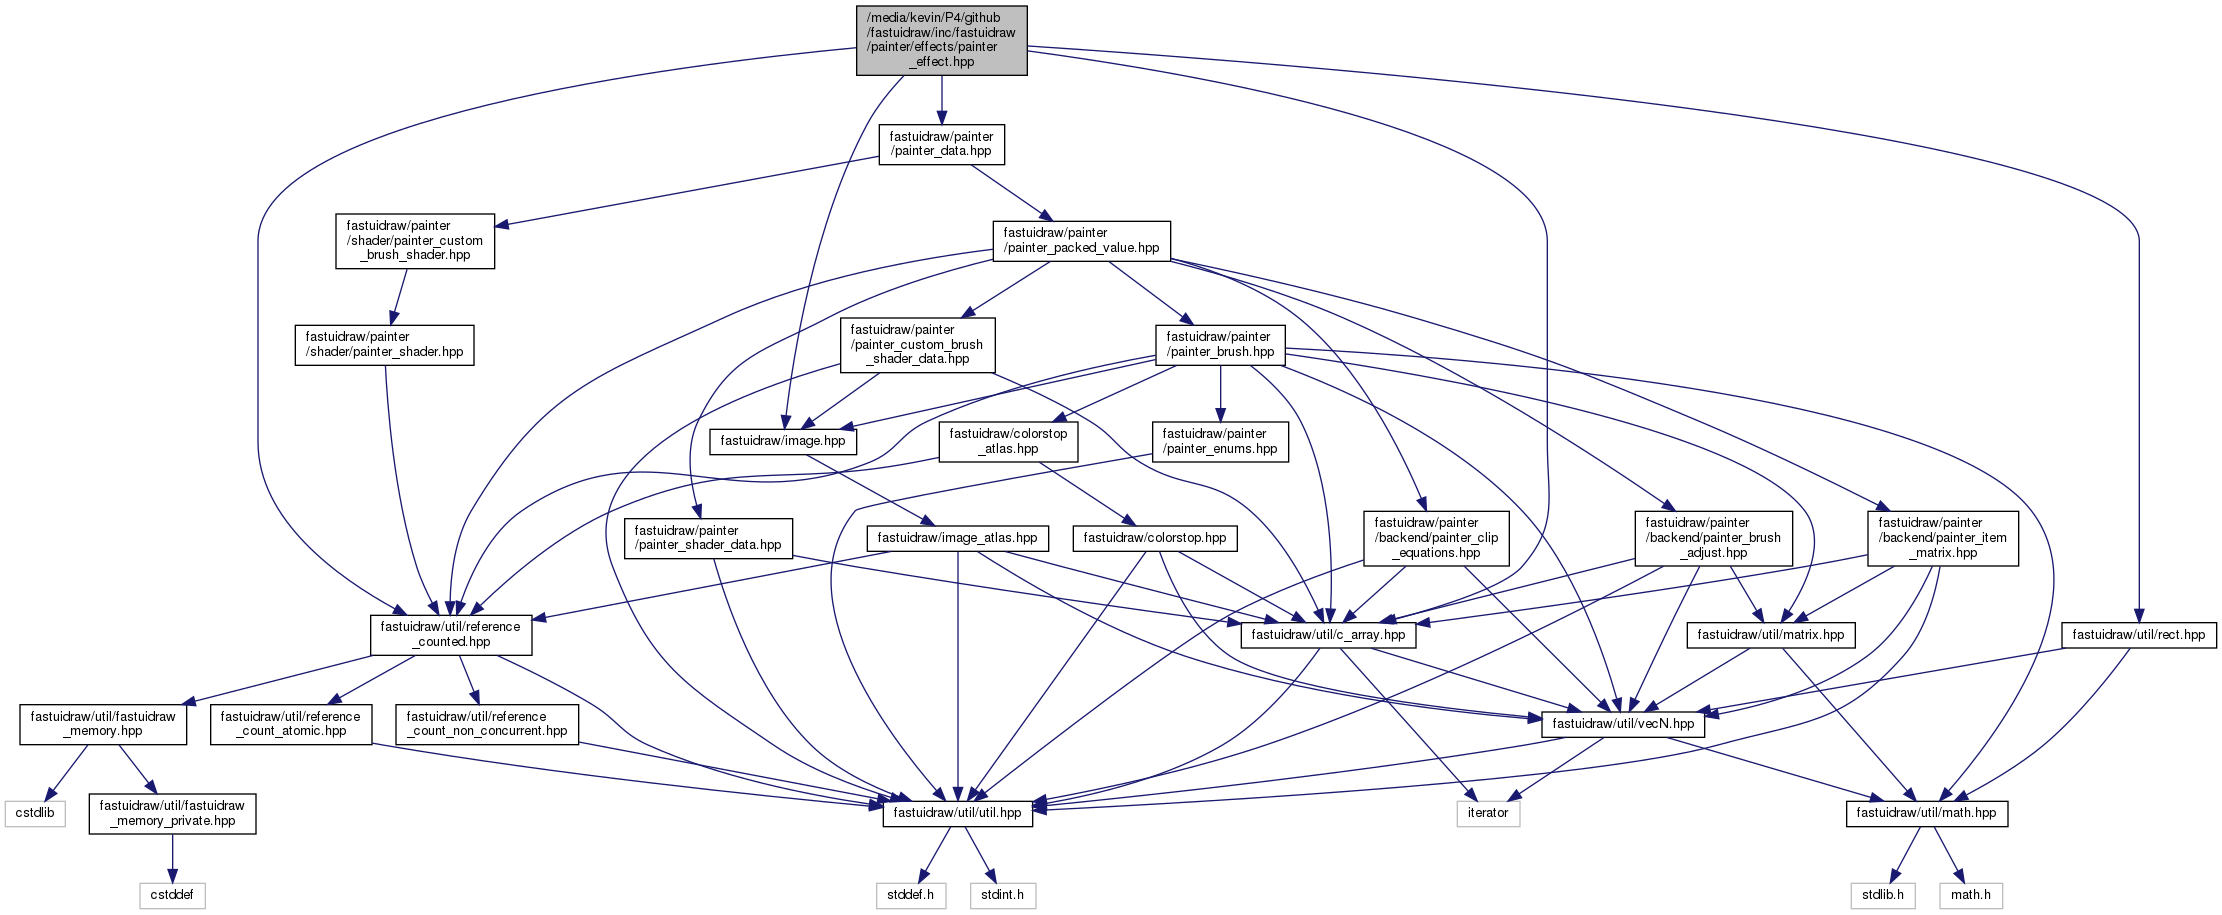 /media/kevin/P4/github
/fastuidraw/inc/fastuidraw
/painter/effects/painter
_effect.hpp
fastuidraw/painter
/painter_data.hpp
fastuidraw/painter
/shader/painter_custom
_brush_shader.hpp
fastuidraw/painter
/painter_packed_value.hpp
fastuidraw/painter
/shader/painter_shader.hpp
fastuidraw/painter
/painter_custom_brush
_shader_data.hpp
fastuidraw/painter
/painter_brush.hpp
fastuidraw/image.hpp
fastuidraw/colorstop
_atlas.hpp
fastuidraw/painter
/painter_enums.hpp
fastuidraw/painter
/painter_shader_data.hpp
fastuidraw/image_atlas.hpp
fastuidraw/colorstop.hpp
fastuidraw/painter
/backend/painter_clip
_equations.hpp
fastuidraw/painter
/backend/painter_brush
_adjust.hpp
fastuidraw/painter
/backend/painter_item
_matrix.hpp
fastuidraw/util/reference
_counted.hpp
fastuidraw/util/c_array.hpp
fastuidraw/util/matrix.hpp
fastuidraw/util/rect.hpp
fastuidraw/util/fastuidraw
_memory.hpp
fastuidraw/util/reference
_count_atomic.hpp
fastuidraw/util/reference
_count_non_concurrent.hpp
fastuidraw/util/vecN.hpp
cstdlib
fastuidraw/util/fastuidraw
_memory_private.hpp
fastuidraw/util/util.hpp
iterator
fastuidraw/util/math.hpp
cstddef
stddef.h
stdint.h
stdlib.h
math.h